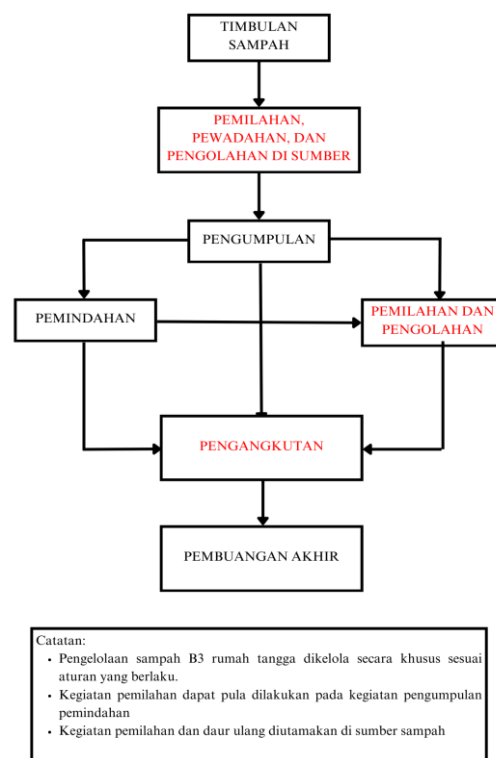 TIMBULAN
SAMPAH
PEMILAHAN,
PEWADAHAN, DAN
PENGOLAHAN DI SUMBER
PENGUMPULAN
PEMINDAHAN
PEMILAHAN DAN
PENGOLAHAN
PENGANGKUTAN
PEMBUANGAN AKHIR
Catatan:
• Pengelolaan sampah B3 rumah tangga dikelola secara khusus sesuai
aturan yang berlaku.
• Kegiatan pemilahan dapat pula dilakukan pada kegiatan pengumpulan
pemindahan
• Kegiatan pemilahan dan daur ulang diutamakan di sumber sampah